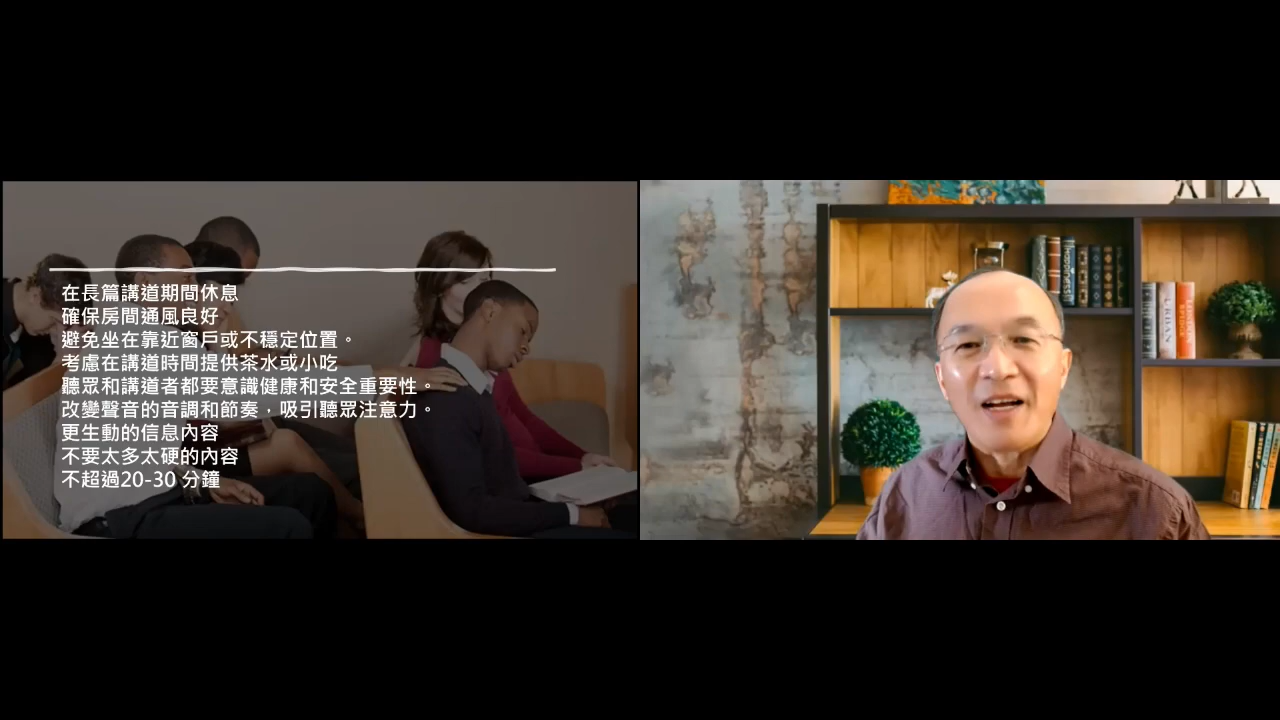 在長篇講道期間休息
確保房間通風良好
避免坐在靠近窗戶或不穩定位置。
考慮在講道時間提供茶水或小吃
聽眾和講道者都要意識健康和安全重要性。
改變聲音的音調和節奏，吸引聽眾注意力。
更生動的信息內容
不要太多太硬的內容
不超過20-30 分鐘